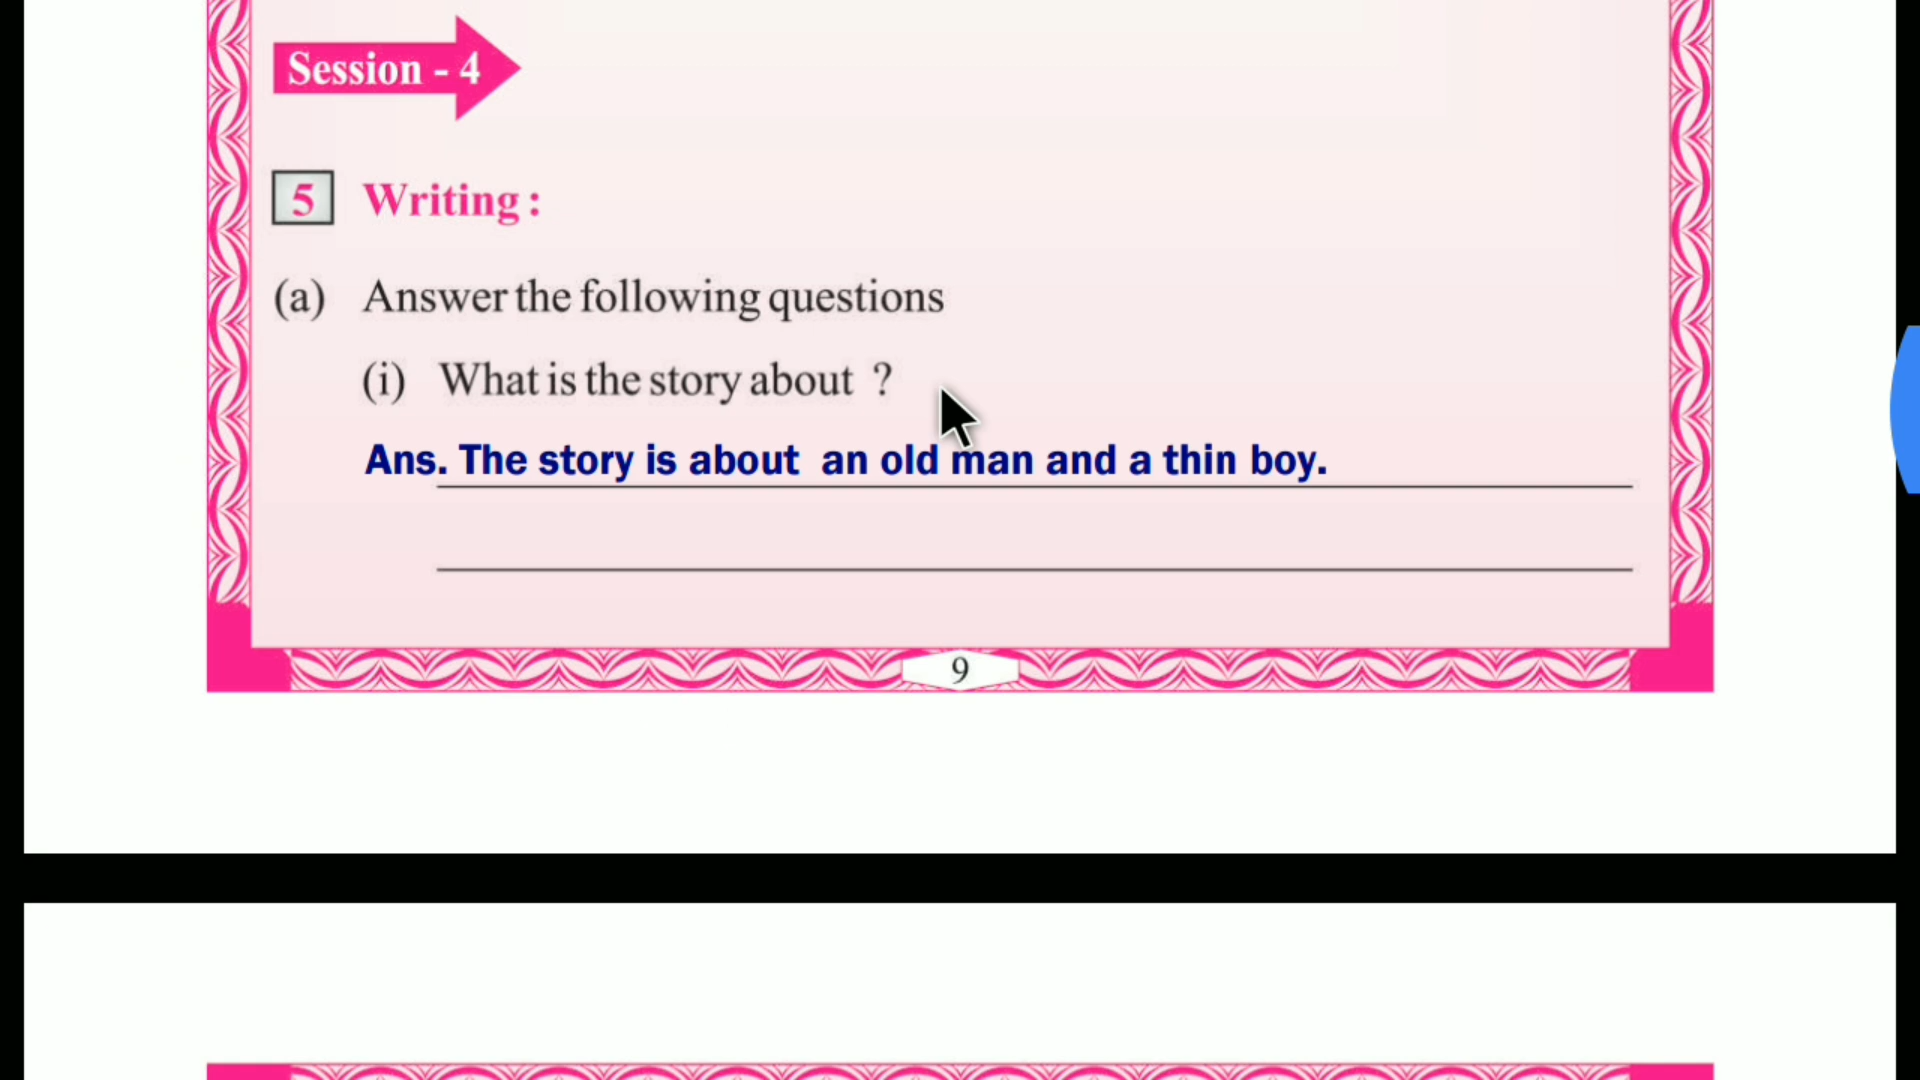 Session - 4
5 Writing :
(a) Answer the following questions
(i) What is the story about ?
Ans. The story is about an old man and a thin boy.
9